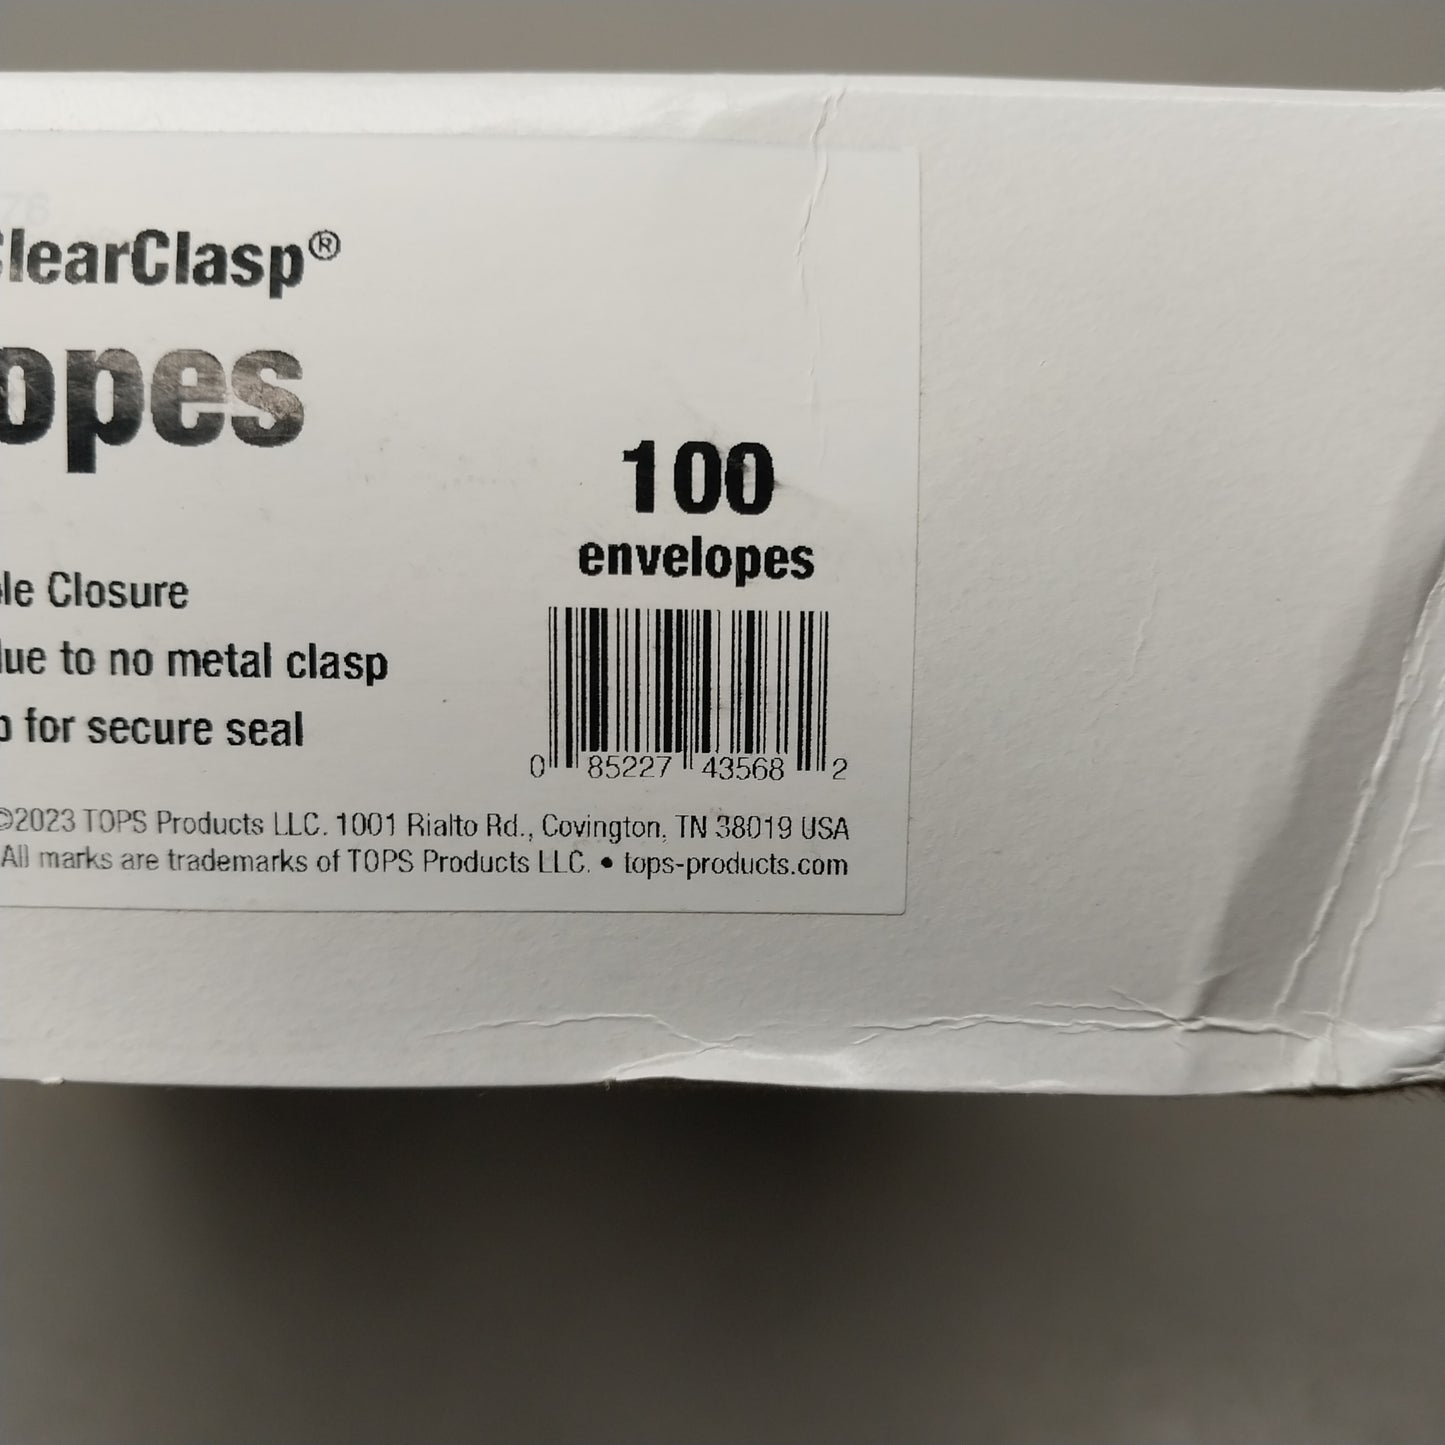 76
ClearClasp®
opes
100
envelopes
le Closure
due to no metal clasp
p for secure seal
0 85227 43568 2
©2023 TOPS Products LLC. 1001 Rialto Rd., Covington, TN 38019 USA
All marks are trademarks of TOPS Products LLC. • tops-products.com